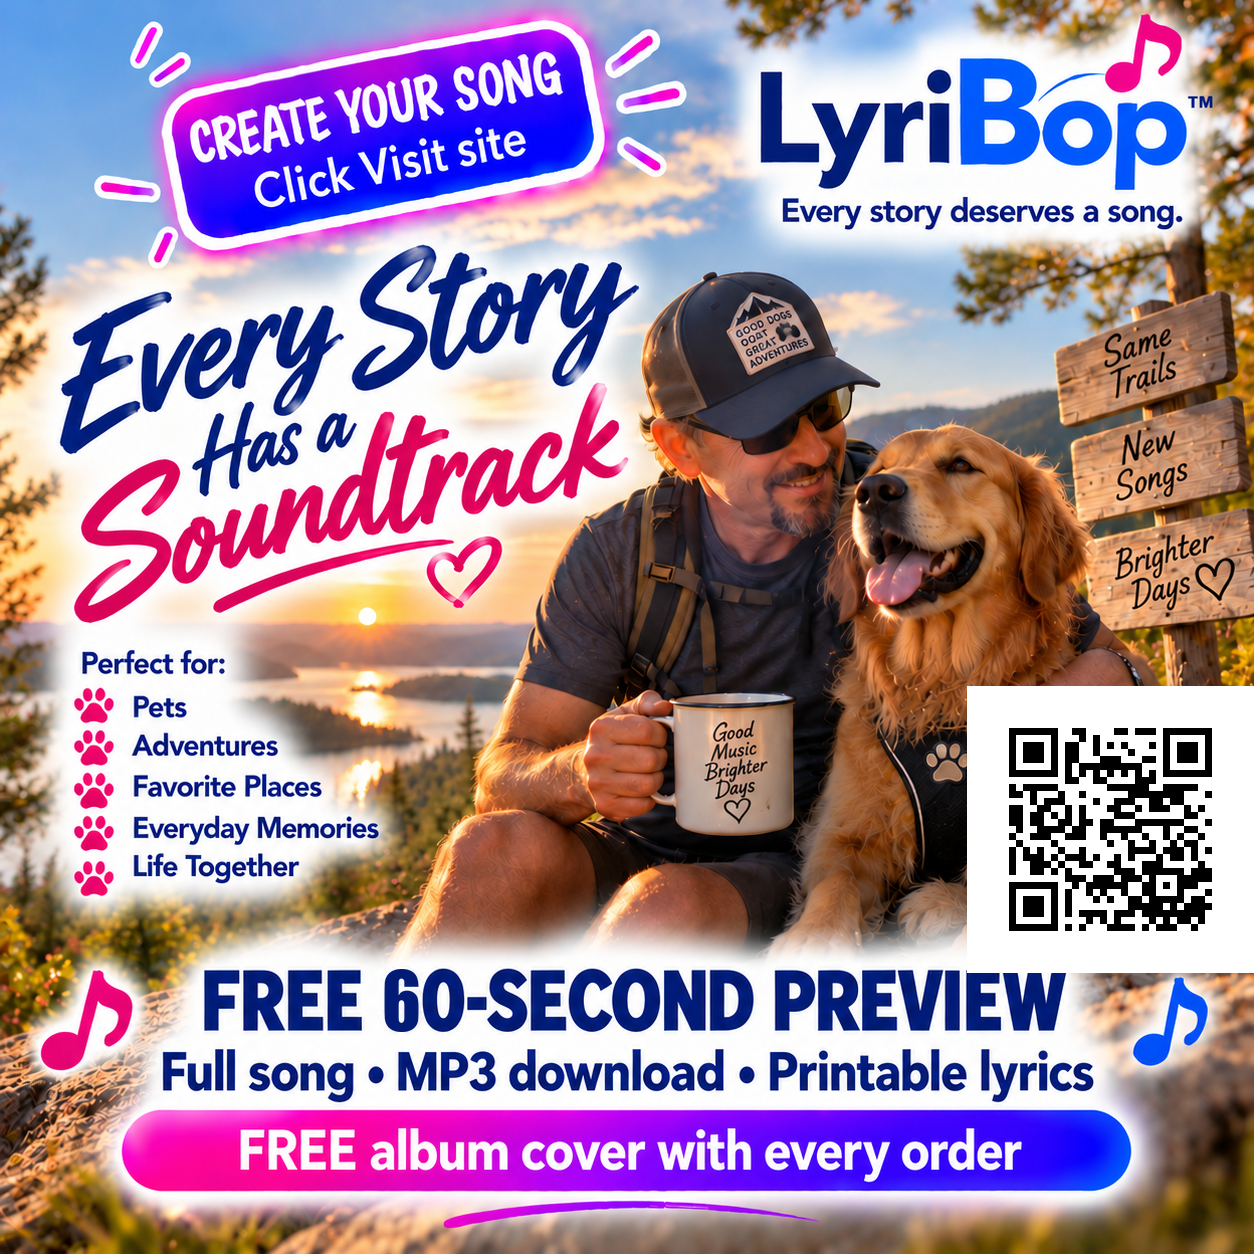 CREATE YOUR SONG
Click Visit site
LyriBop™
Every story deserves a song.
Every Story
Has a
Soundtrack
GOOD DOGS
GREAT
ADVENTURES
Same
Trails
New
Songs
Brighter
Days
Perfect for:
Pets
Adventures
Favorite Places
Everyday Memories
Life Together
Good
Music
Brighter
Days
FREE 60-SECOND PREVIEW
Full song • MP3 download • Printable lyrics
FREE album cover with every order